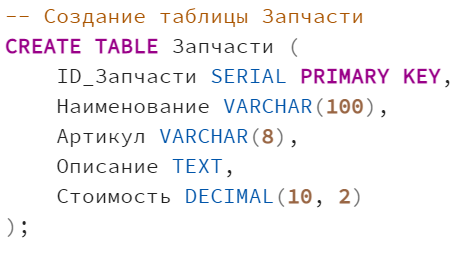 -- Создание таблицы Запчасти
CREATE TABLE Запчасти (
    ID_Запчасти SERIAL PRIMARY KEY,
    Наименование VARCHAR(100),
    Артикул VARCHAR(8),
    Описание TEXT,
    Стоимость DECIMAL(10, 2)
);